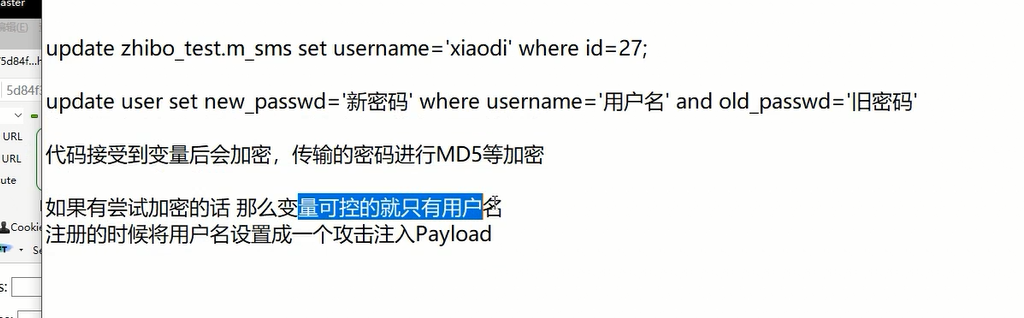 aster
编辑(E)
75d84f...h
5d84f3
URL
URL
ute
Cookie
Se
s:
update zhibo_test.m_sms set username='xiaodi' where id=27;
update user set new_passwd='新密码' where username='用户名' and old_passwd='旧密码'
代码接受到变量后会加密，传输的密码进行MD5等加密
如果有尝试加密的话 那么变量可控的就只有用户名
注册的时候将用户名设置成一个攻击注入Payload